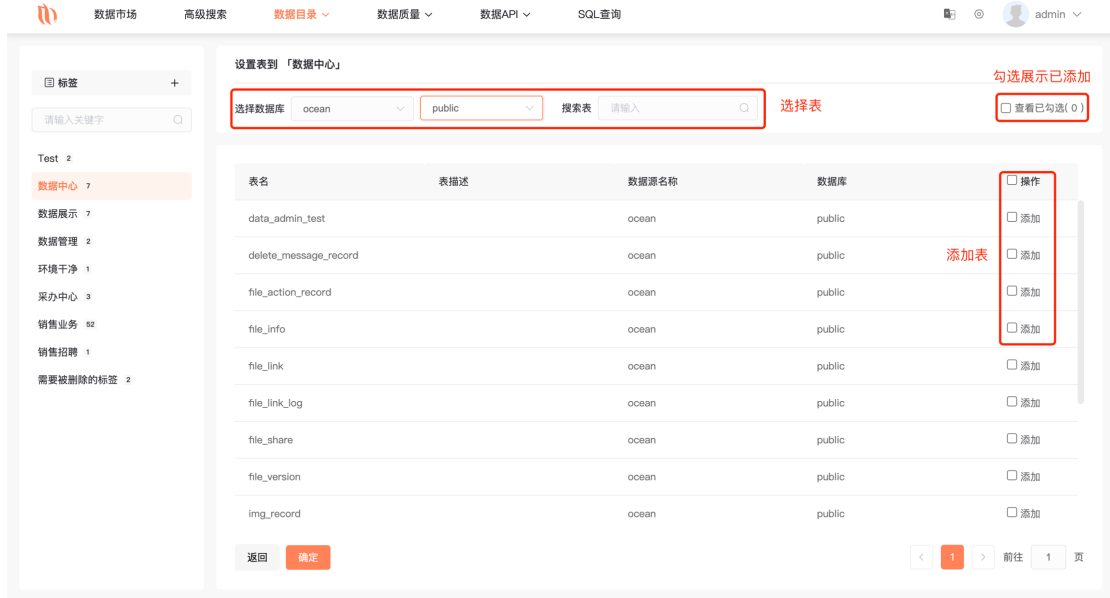 数据市场 高级搜索 数据目录 数据质量 数据API SQL查询 admin
标签 +
请输入关键字
Test 2
数据中心 7
数据展示 7
数据管理 2
环境干净 1
采办中心 3
销售业务 52
销售招聘 1
需要被删除的标签 2
设置表到 「数据中心」
勾选展示已添加
选择数据库 ocean public 搜索表 请输入 选择表 查看已勾选( 0 )
表名 表描述 数据源名称 数据库 操作
data_admin_test ocean public 添加
delete_message_record ocean public 添加表 添加
file_action_record ocean public 添加
file_info ocean public 添加
file_link ocean public 添加
file_link_log ocean public 添加
file_share ocean public 添加
file_version ocean public 添加
img_record ocean public 添加
返回 确定 < 1 > 前往 1 页